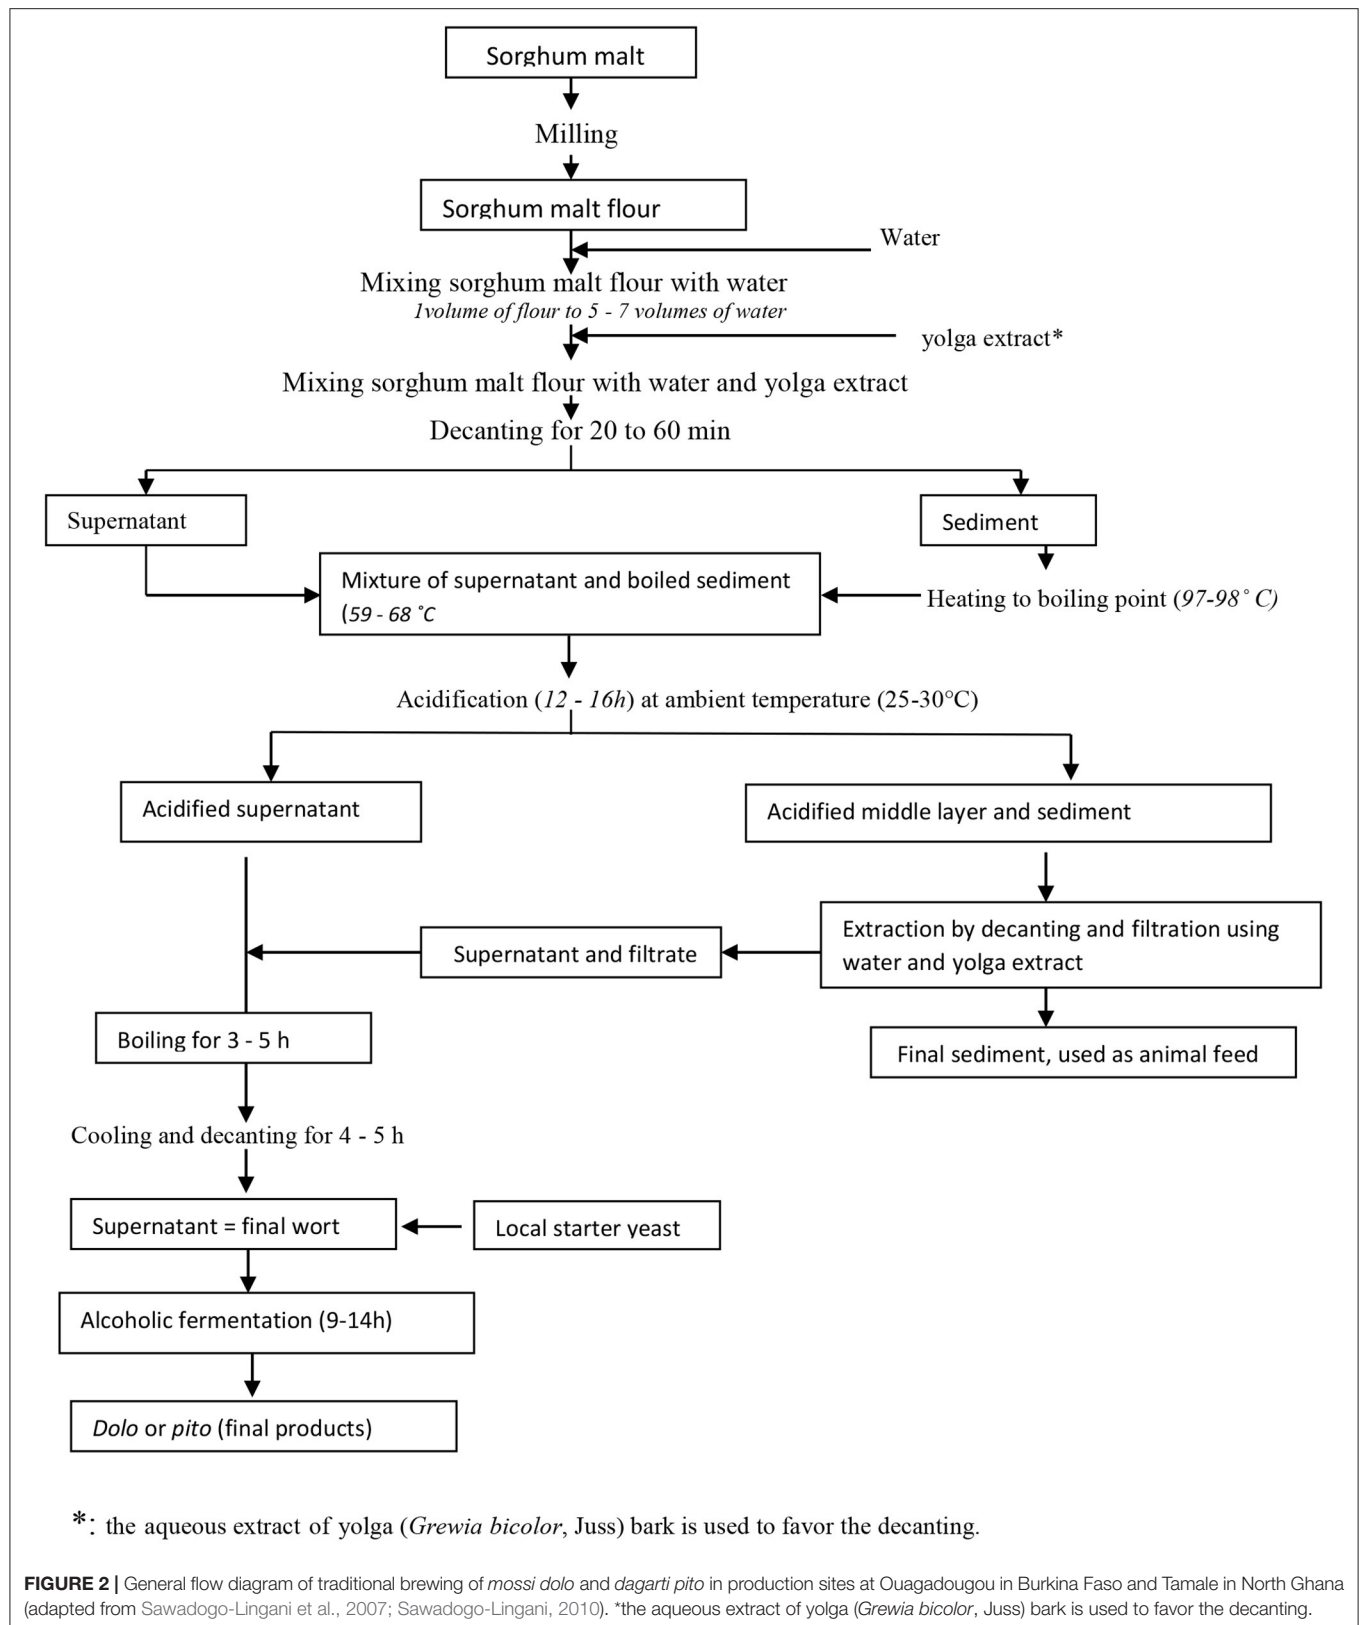 Sorghum malt
Milling
Sorghum malt flour
Water
Mixing sorghum malt flour with water
1volume of flour to 5 - 7 volumes of water
yolga extract*
Mixing sorghum malt flour with water and yolga extract
Decanting for 20 to 60 min
Supernatant
Sediment
Mixture of supernatant and boiled sediment
(59 - 68 ˚C
Heating to boiling point (97-98˚ C)
Acidification (12 - 16h) at ambient temperature (25-30°C)
Acidified supernatant
Acidified middle layer and sediment
Extraction by decanting and filtration using
water and yolga extract
Supernatant and filtrate
Boiling for 3 - 5 h
Final sediment, used as animal feed
Cooling and decanting for 4 - 5 h
Supernatant = final wort
Local starter yeast
Alcoholic fermentation (9-14h)
Dolo or pito (final products)
*: the aqueous extract of yolga (Grewia bicolor, Juss) bark is used to favor the decanting.
FIGURE 2 | General flow diagram of traditional brewing of mossi dolo and dagarti pito in production sites at Ouagadougou in Burkina Faso and Tamale in North Ghana
(adapted from Sawadogo-Lingani et al., 2007; Sawadogo-Lingani, 2010). *the aqueous extract of yolga (Grewia bicolor, Juss) bark is used to favor the decanting.